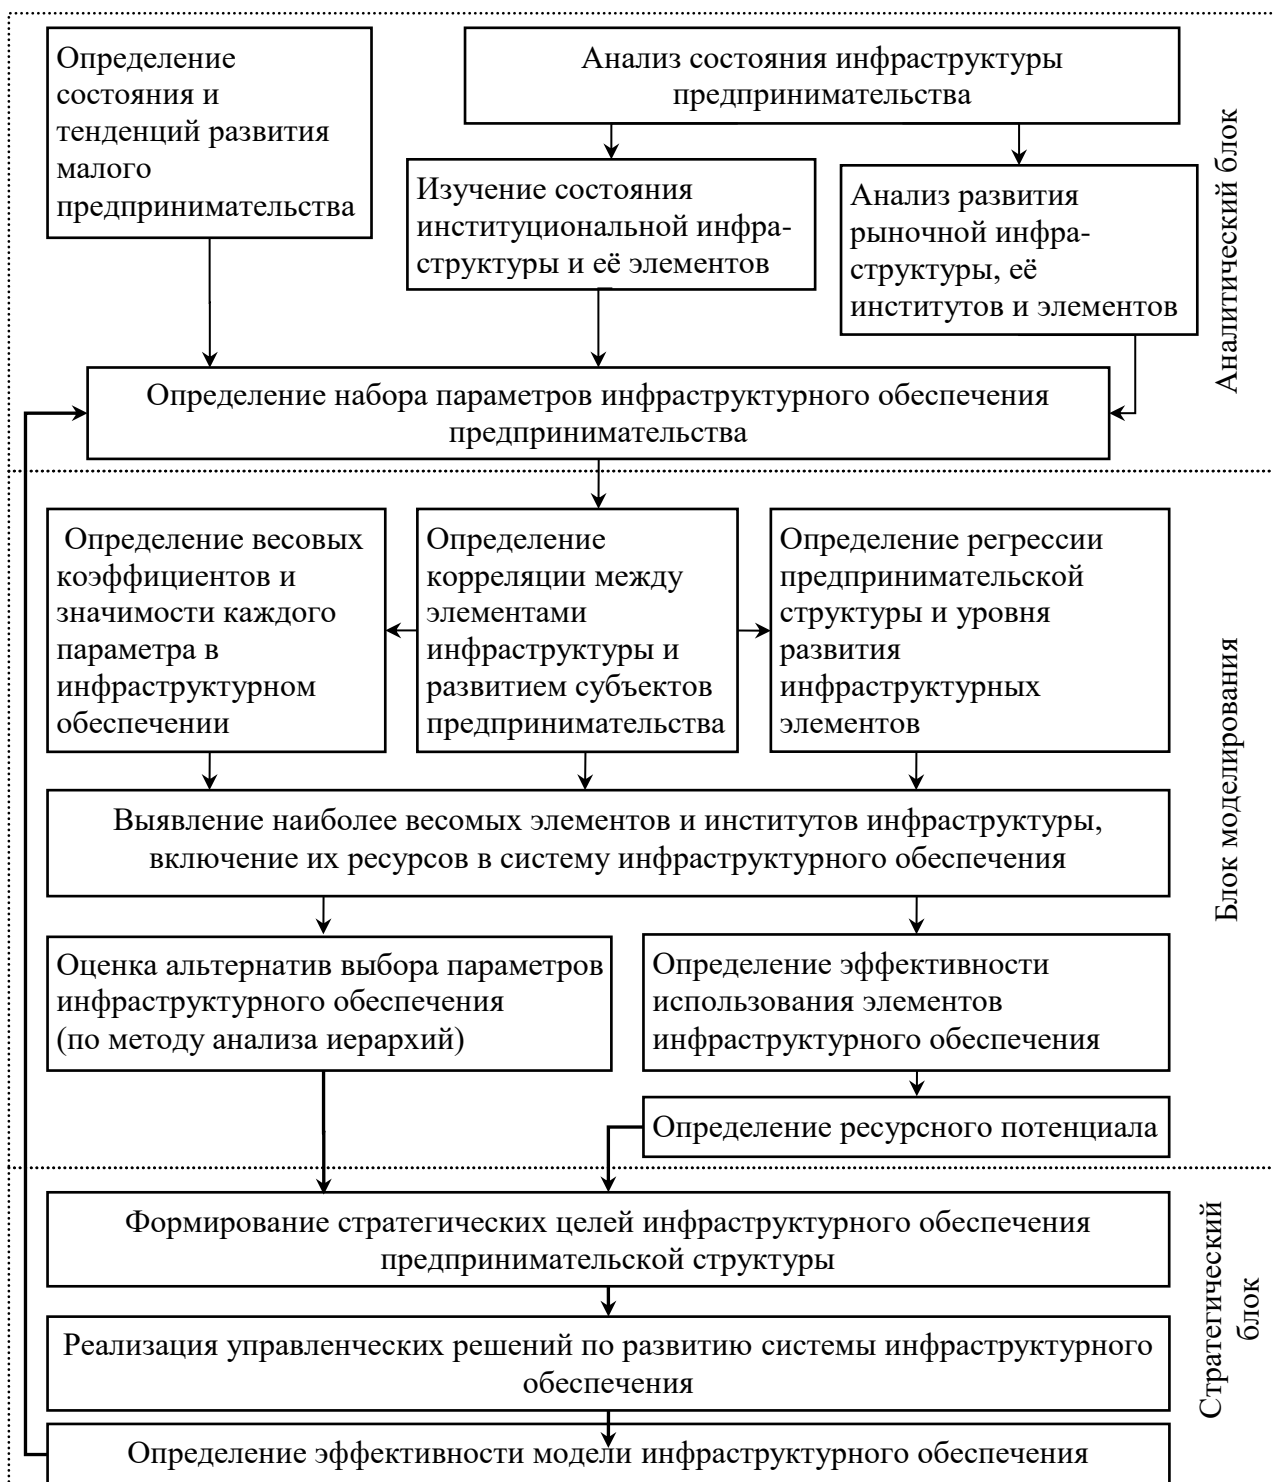 Определение
состояния и
тенденций развития
малого
предпринимательства
Анализ состояния инфраструктуры
предпринимательства
Изучение состояния
институциональной инфра-
структуры и её элементов
Анализ развития
рыночной инфра-
структуры, её
институтов и элементов
Аналитический блок
Определение набора параметров инфраструктурного обеспечения
предпринимательства
Определение весовых
коэффициентов и
значимости каждого
параметра в
инфраструктурном
обеспечении
Определение
корреляции между
элементами
инфраструктуры и
развитием субъектов
предпринимательства
Определение регрессии
предпринимательской
структуры и уровня
развития
инфраструктурных
элементов
Блок моделирования
Выявление наиболее весомых элементов и институтов инфраструктуры,
включение их ресурсов в систему инфраструктурного обеспечения
Оценка альтернатив выбора параметров
инфраструктурного обеспечения
(по методу анализа иерархий)
Определение эффективности
использования элементов
инфраструктурного обеспечения
Определение ресурсного потенциала
Формирование стратегических целей инфраструктурного обеспечения
предпринимательской структуры
Стратегический
блок
Реализация управленческих решений по развитию системы инфраструктурного
обеспечения
Определение эффективности модели инфраструктурного обеспечения